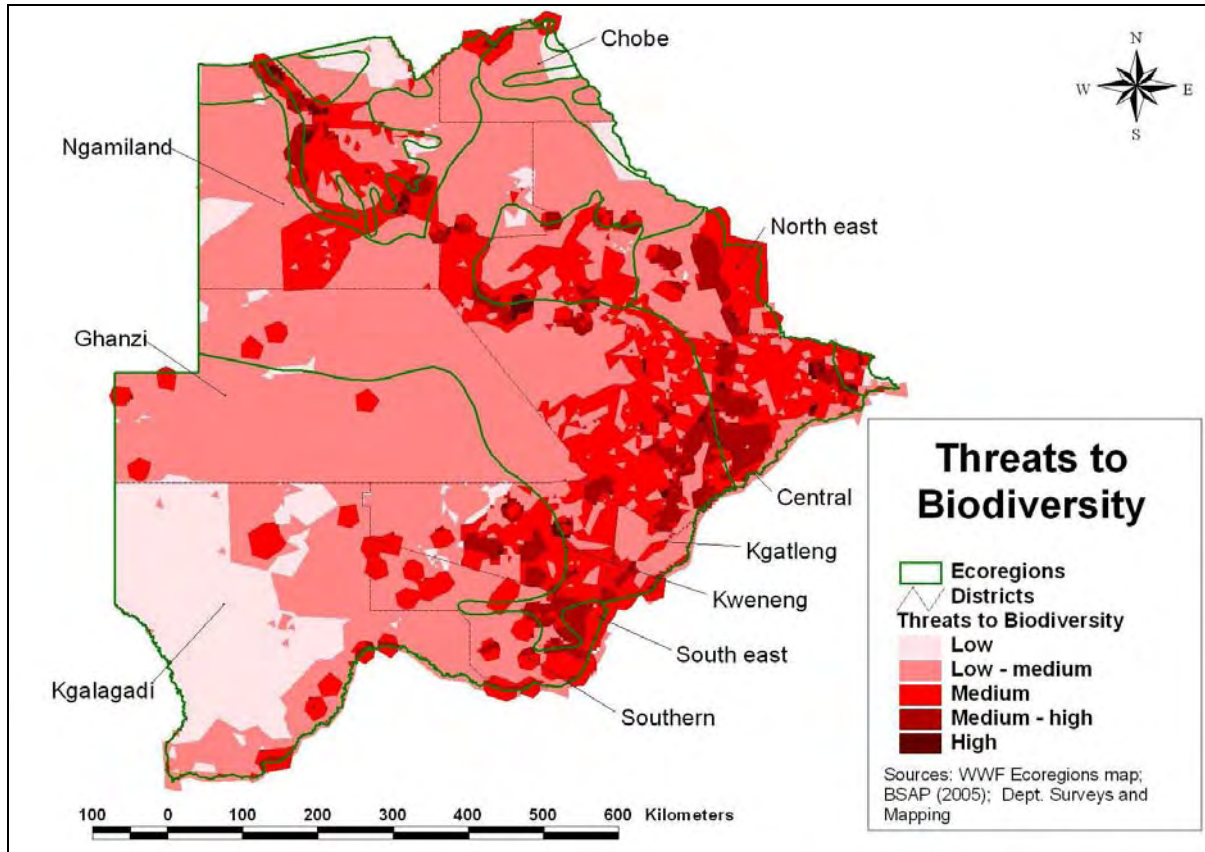 Chobe
N
W
E
S
Ngamiland
North east
Ghanzi
Central
Kgatleng
Kweneng
South east
Kgalagadi
Southern
Threats to
Biodiversity
Ecoregions
Districts
Threats to Biodiversity
Low
Low - medium
Medium
Medium - high
High
Sources: WWF Ecoregions map;
BSAP (2005); Dept. Surveys and
Mapping
100 0 100 200 300 400 500 600 Kilometers